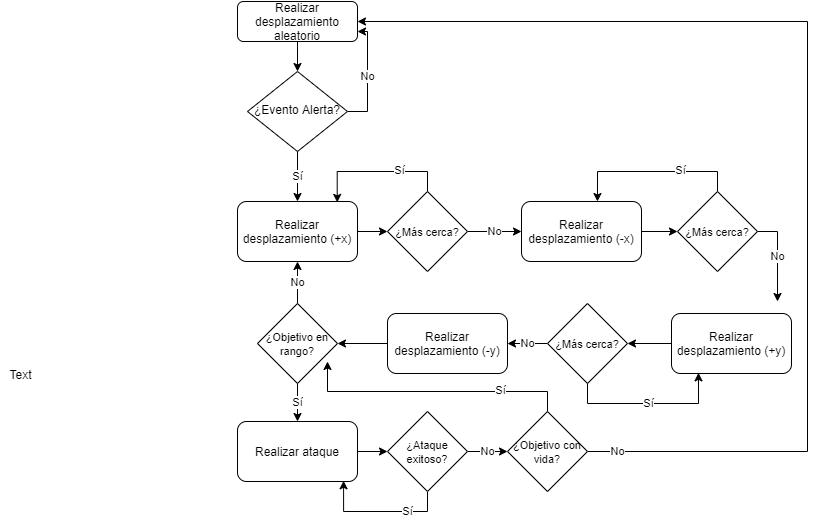 Realizar
desplazamiento
aleatorio
No
¿Evento Alerta?
Sí
Sí
Sí
Realizar
desplazamiento (+x)
¿Más cerca?
No
Realizar
desplazamiento (-x)
¿Más cerca?
No
No
¿Objetivo en
rango?
Realizar
desplazamiento (-y)
No
¿Más cerca?
Realizar
desplazamiento (+y)
Text
Sí
Sí
Sí
Realizar ataque
¿Ataque
exitoso?
No
¿Objetivo con
vida?
No
Sí